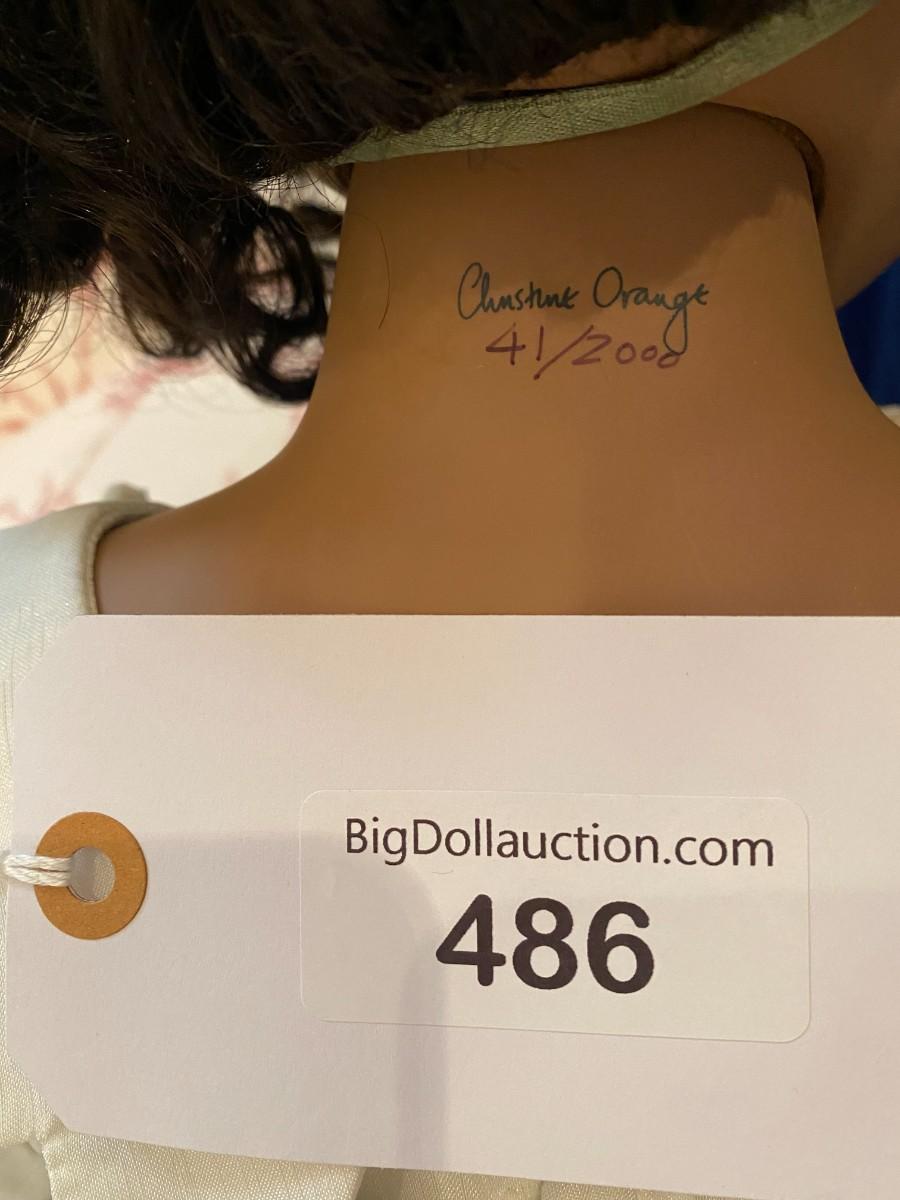 Christine Orange
41/2000
BigDollauction.com
486